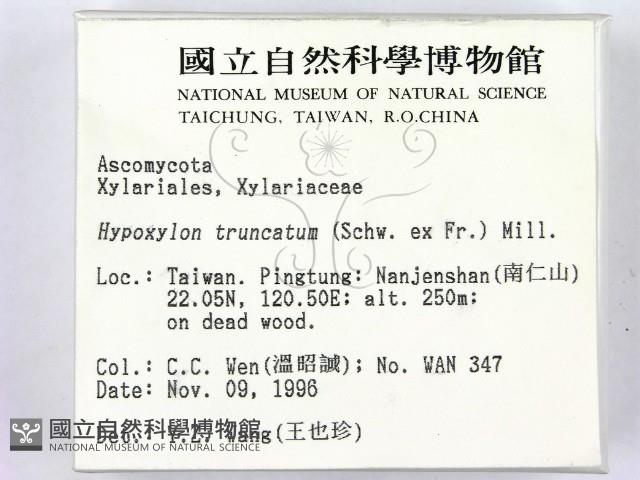 國立自然科學博物館
NATIONAL MUSEUM OF NATURAL SCIENCE
TAICHUNG, TAIWAN, R.O.CHINA
Ascomycota
Xylariales, Xylariaceae
Hypoxylon truncatum (Schw. ex Fr.) Mill.
Loc.: Taiwan. Pingtung: Nanjenshan(南仁山)
22.05N, 120.50E; alt. 250m;
on dead wood.
Col.: C.C. Wen(溫昭誠); No. WAN 347
Date: Nov. 09, 1996
Wang(王也珍)
國立自然科學博物館
NATIONAL MUSEUM OF NATURAL SCIENCE